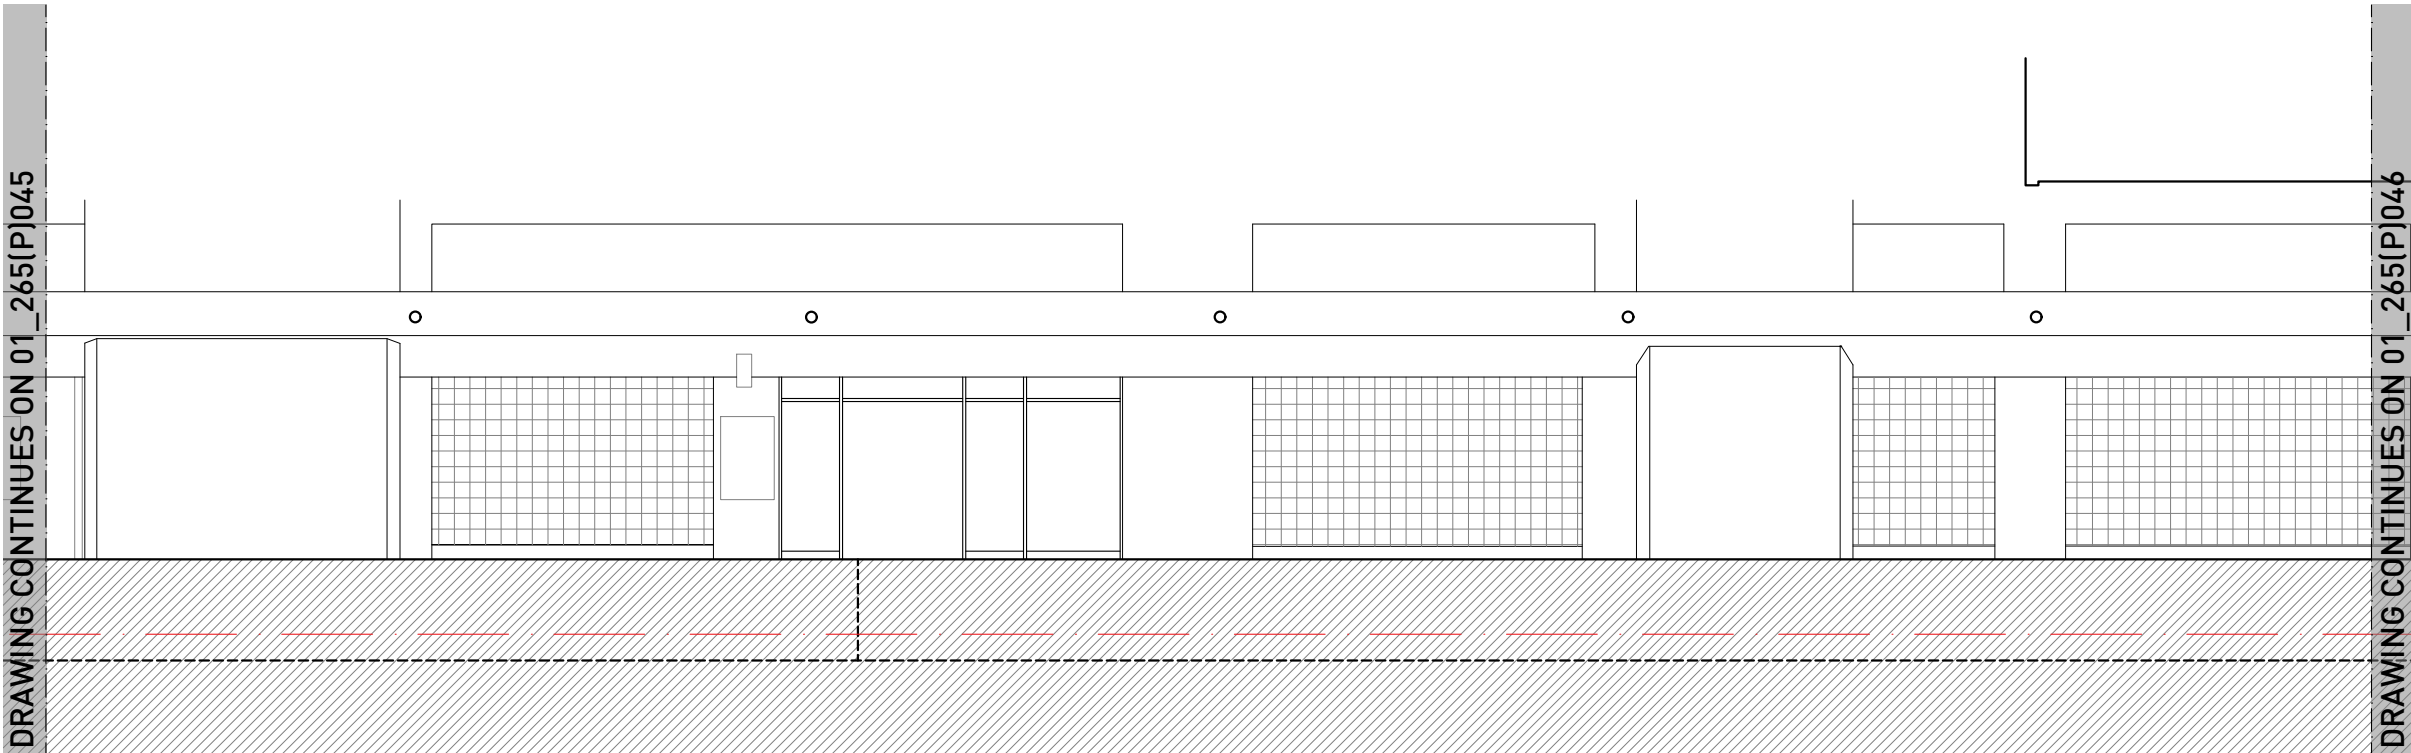 DRAWING CONTINUES ON 01_265(P)045
DRAWING CONTINUES ON 01_265(P)046